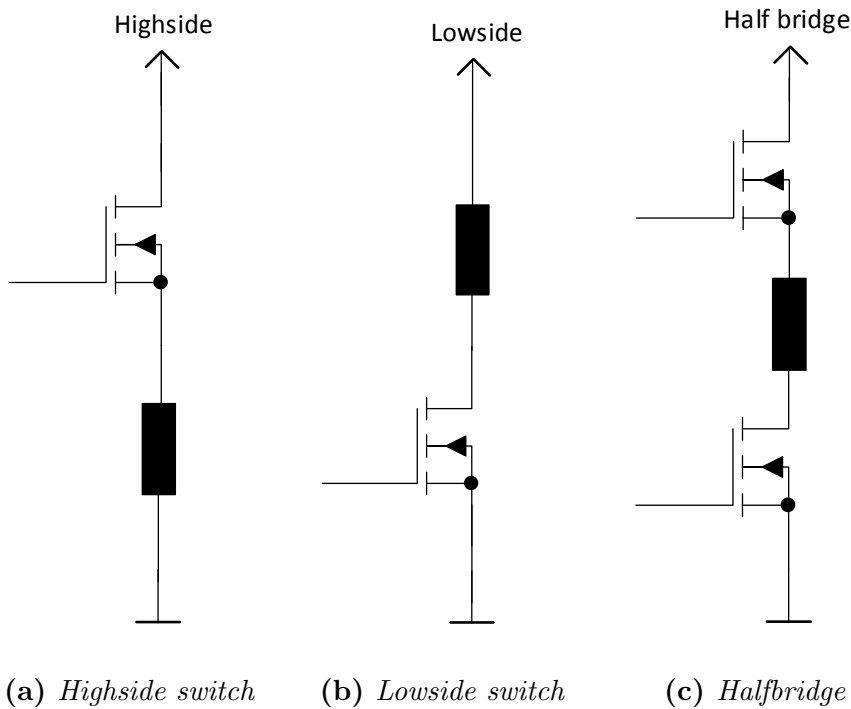 Highside
Lowside
Half bridge
(a) Highside switch
(b) Lowside switch
(c) Halfbridge